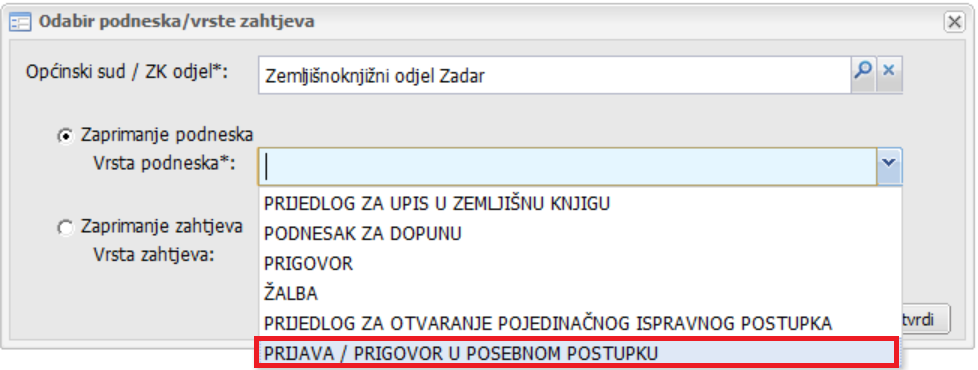 Odabir podneska/vrste zahtjeva
Općinski sud / ZK odjel*: Zemljišnoknjižni odjel Zadar
Zaprimanje podneska
Vrsta podneska*:
PRIJEDLOG ZA UPIS U ZEMLJIŠNU KNJIGU
Zaprimanje zahtjeva
PODNESAK ZA DOPUNU
Vrsta zahtjeva:
PRIGOVOR
ŽALBA
PRIJEDLOG ZA OTVARANJE POJEDINAČNOG ISPRAVNOG POSTUPKA
tvrdi
PRIJAVA / PRIGOVOR U POSEBNOM POSTUPKU